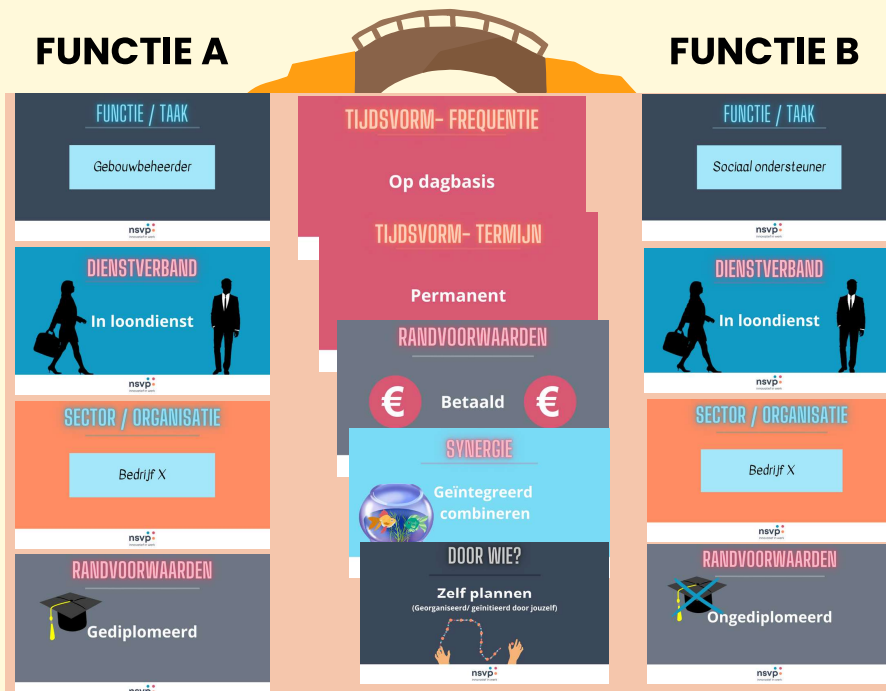 FUNCTIE A
FUNCTIE / TAAK
Gebouwbeheerder
nsvp
DIENSTVERBAND
In loondienst
nsvp
SECTOR / ORGANISATIE
Bedrijf X
nsvp
RANDVOORWAARDEN
Gediplomeerd
nsvp
TIJDSVORM- FREQUENTIE
Op dagbasis
TIJDSVORM- TERMIJN
Permanent
RANDVOORWAARDEN
€ Betaald €
SYNERGIE
Geïntegreerd
combineren
DOOR WIE?
Zelf plannen
(Georganiseerd/ geïnitieerd door jouzelf)
nsvp
FUNCTIE B
FUNCTIE / TAAK
Sociaal ondersteuner
nsvp
DIENSTVERBAND
In loondienst
nsvp
SECTOR / ORGANISATIE
Bedrijf X
nsvp
RANDVOORWAARDEN
Ongediplomeerd
nsvp